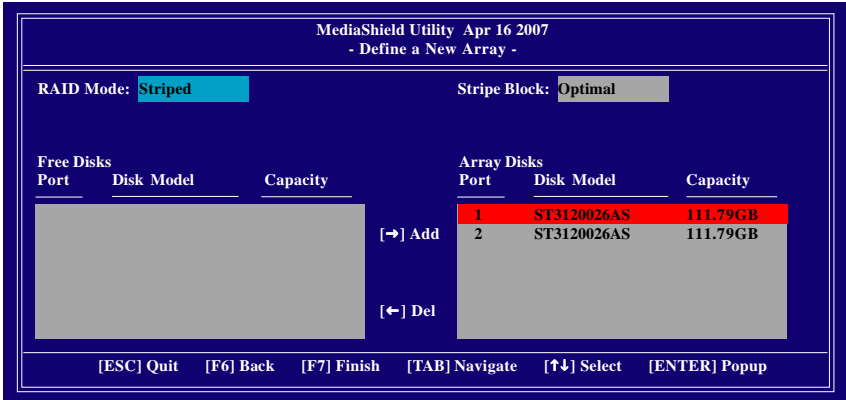 MediaShield Utility Apr 16 2007
- Define a New Array -
RAID Mode: Striped Stripe Block: Optimal
Free Disks Array Disks
Port Disk Model Capacity Port Disk Model Capacity
1 ST3120026AS 111.79GB
[→] Add 2 ST3120026AS 111.79GB
[←] Del
[ESC] Quit [F6] Back [F7] Finish [TAB] Navigate [↑↓] Select [ENTER] Popup